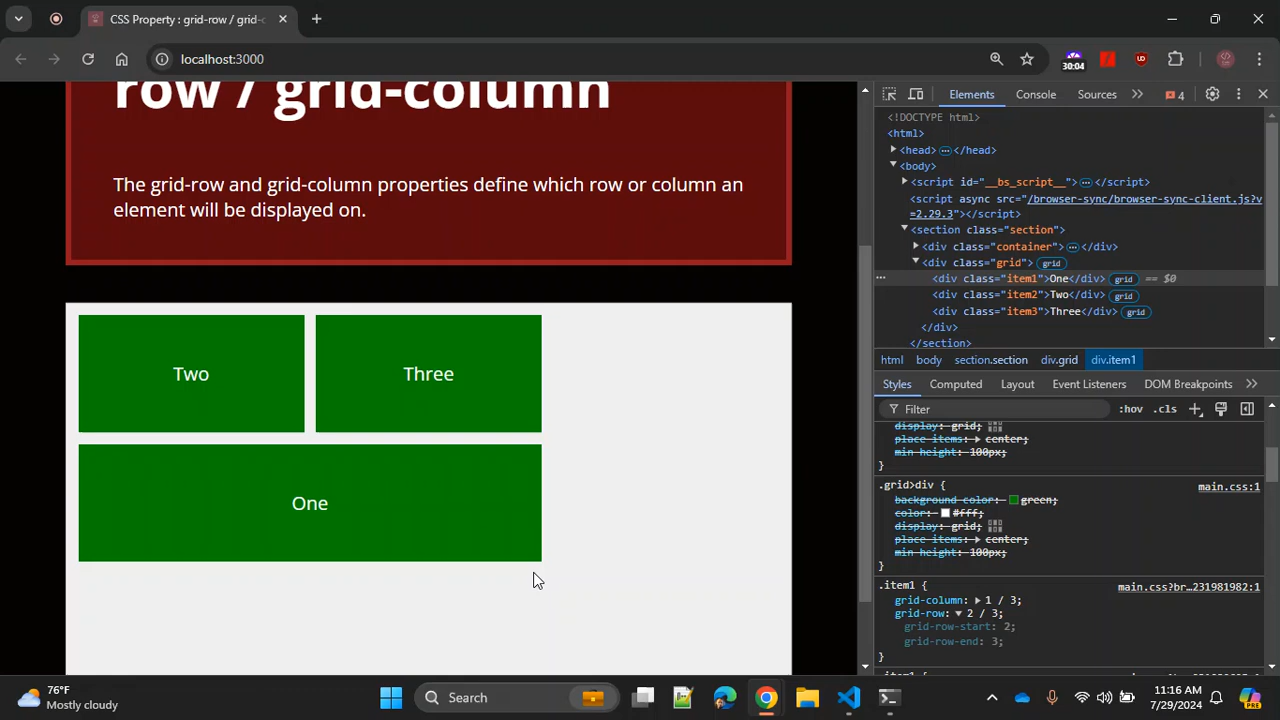 CSS Property : grid-row / grid-c
localhost:3000
30:04
row / grid-column
The grid-row and grid-column properties define which row or column an
element will be displayed on.
Two
Three
One
Elements
Console
Sources
4
<!DOCTYPE html>
<html>
<head> </head>
<body>
<script id="__bs_script__"> </script>
<script async src="/browser-sync/browser-sync-client.js?v
=2.29.3"></script>
<section class="section">
<div class="container"> </div>
<div class="grid"> grid
<div class="item1">One</div> grid == $0
<div class="item2">Two</div> grid
<div class="item3">Three</div> grid
</div>
</section>
html body section.section div.grid div.item1
Styles
Computed
Layout
Event Listeners
DOM Breakpoints
Filter
:hov .cls
display: grid;
place-items: center;
min-height: 100px;
}
.grid>div { main.css:1
background-color: green;
color: #fff;
display: grid;
place-items: center;
min-height: 100px;
}
.item1 { main.css?br…231981982:1
grid-column: 1 / 3;
grid-row: 2 / 3;
grid-row-start: 2;
grid-row-end: 3;
}
76°F
Mostly cloudy
Search
11:16 AM
7/29/2024
PRE